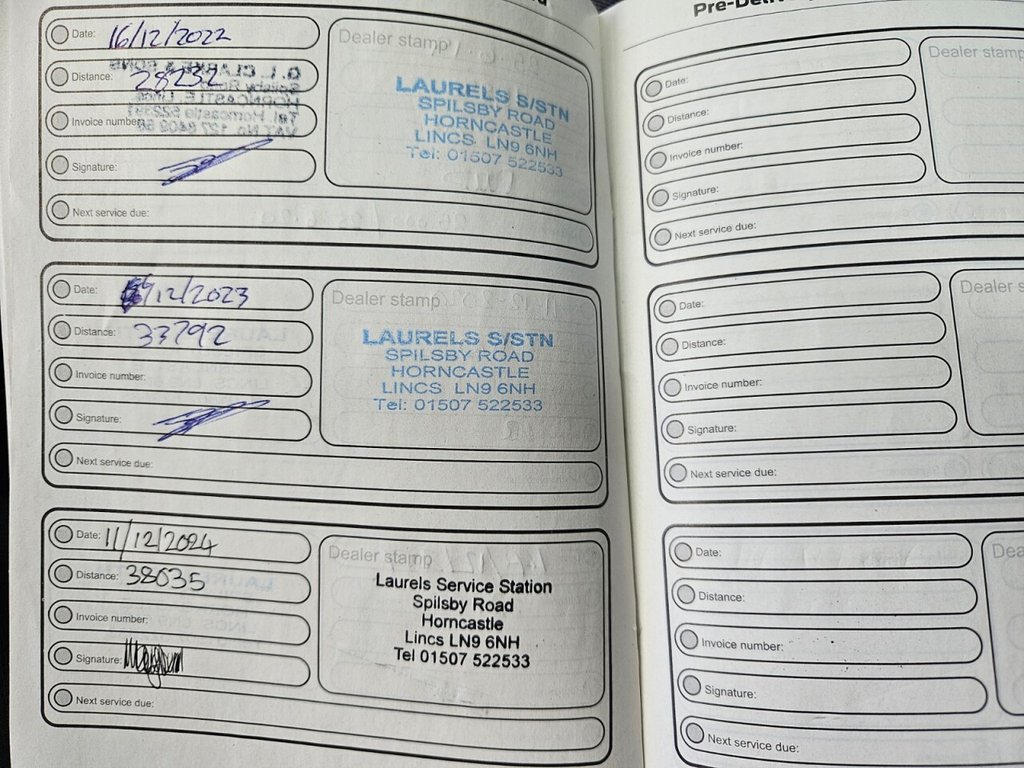 Pre-Deliv
Date: 16/12/2022
Distance: 28232
Invoice number:
Signature:
Next service due:
Dealer stamp
LAURELS S/STN
SPILSBY ROAD
HORNCASTLE
LINCS LN9 6NH
Tel: 01507 522533
Date: /12/2023
Distance: 33792
Invoice number:
Signature:
Next service due:
Dealer stamp
LAURELS S/STN
SPILSBY ROAD
HORNCASTLE
LINCS LN9 6NH
Tel: 01507 522533
Date: 11/12/2024
Distance: 38035
Invoice number:
Signature:
Next service due:
Dealer stamp
Laurels Service Station
Spilsby Road
Horncastle
Lincs LN9 6NH
Tel 01507 522533
Date:
Distance:
Invoice number:
Signature:
Next service due:
Dealer stamp
Date:
Distance:
Invoice number:
Signature:
Next service due:
Dealer s
Date:
Distance:
Invoice number:
Signature:
Next service due:
Dea